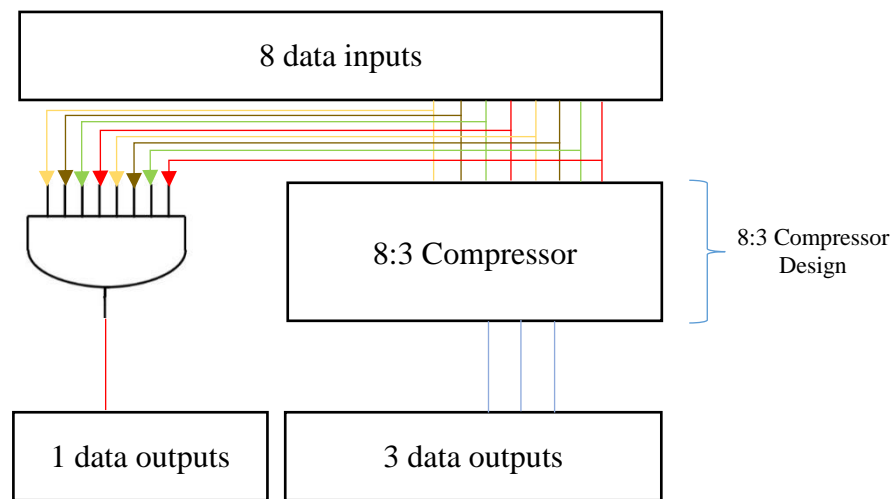 8 data inputs
8:3 Compressor
8:3 Compressor
Design
1 data outputs
3 data outputs